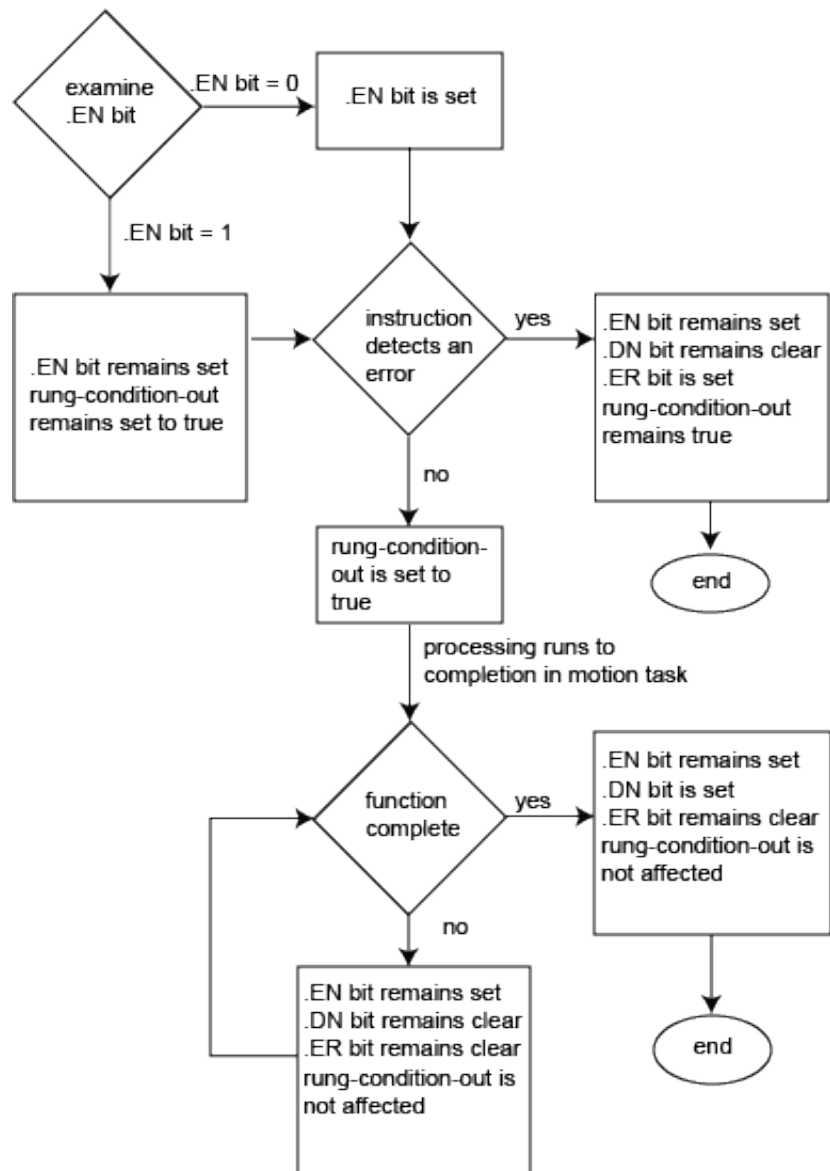 examine
.EN bit
.EN bit = 0
.EN bit is set
.EN bit = 1
.EN bit remains set
rung-condition-out
remains set to true
instruction
detects an
error
yes
.EN bit remains set
.DN bit remains clear
.ER bit is set
rung-condition-out
remains true
end
no
rung-condition-
out is set to
true
processing runs to
completion in motion task
function
complete
yes
.EN bit remains set
.DN bit is set
.ER bit remains clear
rung-condition-out is
not affected
end
no
.EN bit remains set
.DN bit remains clear
.ER bit remains clear
rung-condition-out is
not affected